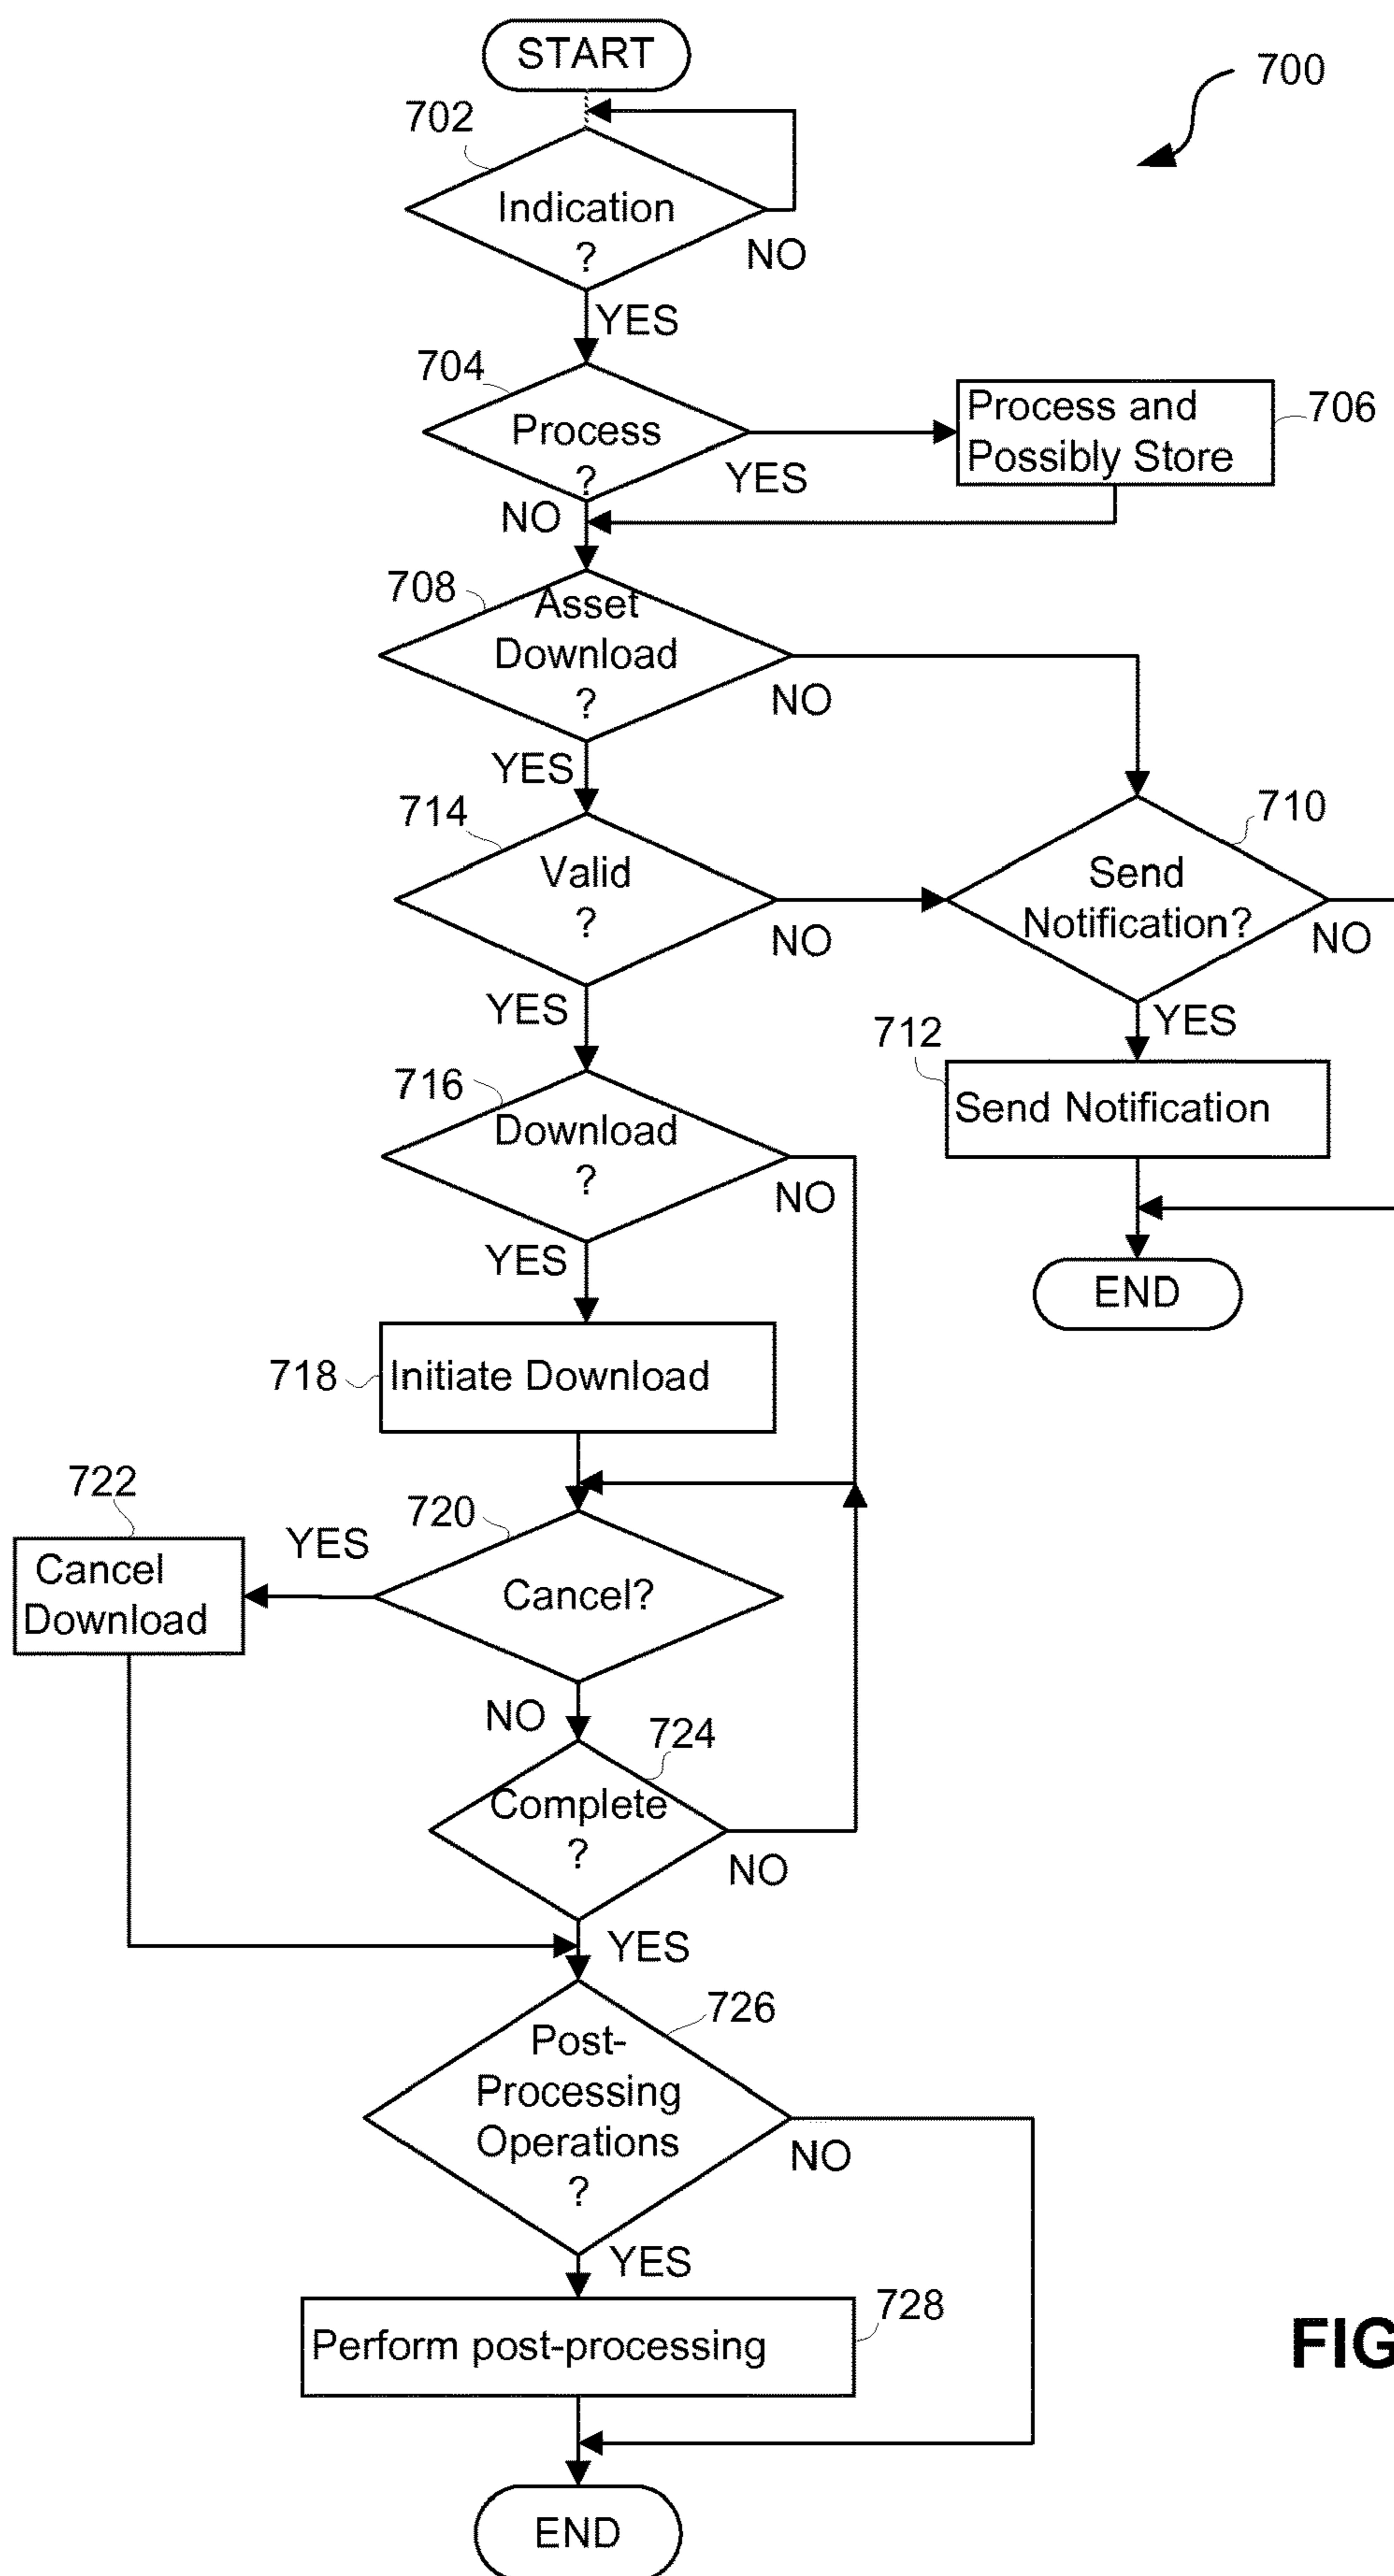 START
700
702
Indication
?
NO
YES
704
Process
?
YES
Process and
Possibly Store
706
NO
708
Asset
Download
?
NO
YES
714
Valid
?
NO
710
Send
Notification?
NO
YES
YES
712
Send Notification
716
Download
?
NO
YES
END
718
Initiate Download
722
Cancel
Download
YES
720
Cancel?
NO
724
Complete
?
NO
YES
726
Post-
Processing
Operations
?
NO
YES
728
Perform post-processing
FIG
END